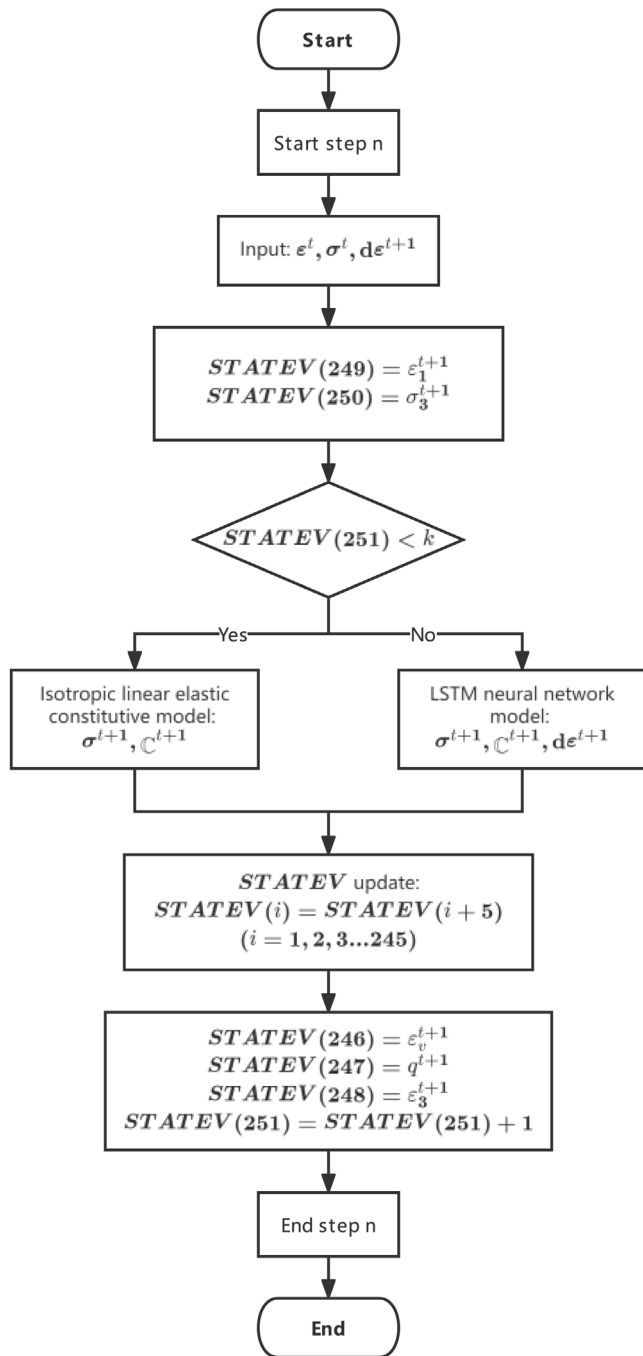 Start
Start step n
Input: 𝜺^t, 𝝈^t, d𝜺^{t+1}
STATEV(249) = ε_1^{t+1}
STATEV(250) = σ_3^{t+1}
STATEV(251) < k
Yes
No
Isotropic linear elastic
constitutive model:
𝝈^{t+1}, ℂ^{t+1}
LSTM neural network
model:
𝝈^{t+1}, ℂ^{t+1}, d𝜺^{t+1}
STATEV update:
STATEV(i) = STATEV(i + 5)
(i = 1, 2, 3...245)
STATEV(246) = ε_v^{t+1}
STATEV(247) = q^{t+1}
STATEV(248) = ε_3^{t+1}
STATEV(251) = STATEV(251) + 1
End step n
End